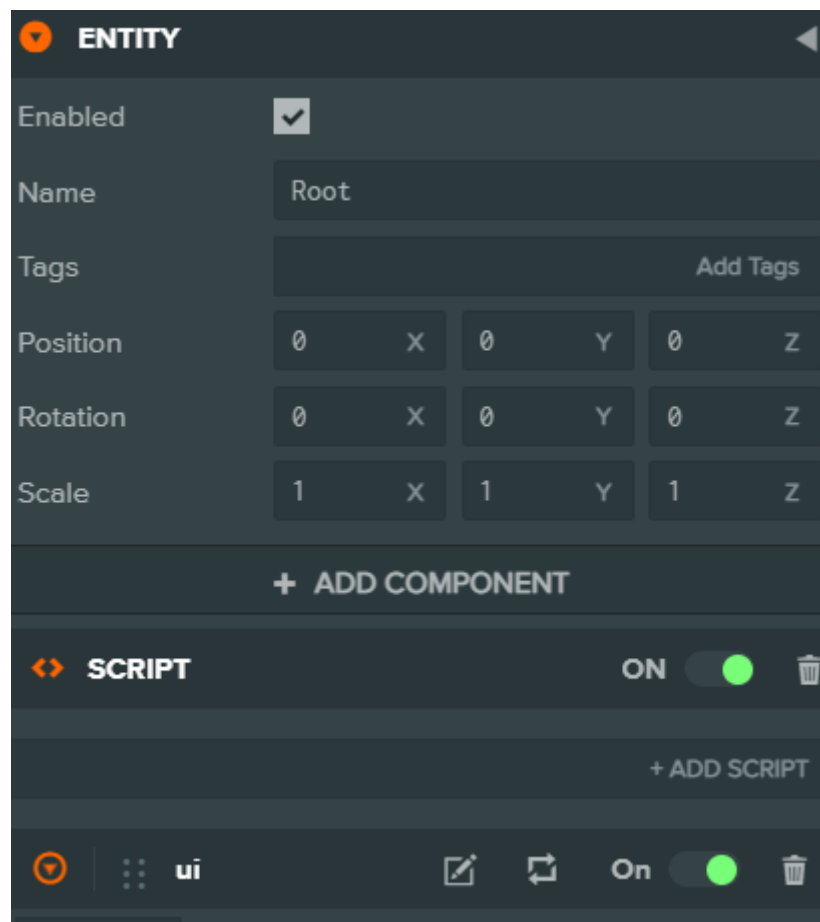 ENTITY
Enabled
Name Root
Tags Add Tags
Position 0 X 0 Y 0 Z
Rotation 0 X 0 Y 0 Z
Scale 1 X 1 Y 1 Z
+ ADD COMPONENT
SCRIPT ON
+ ADD SCRIPT
ui On